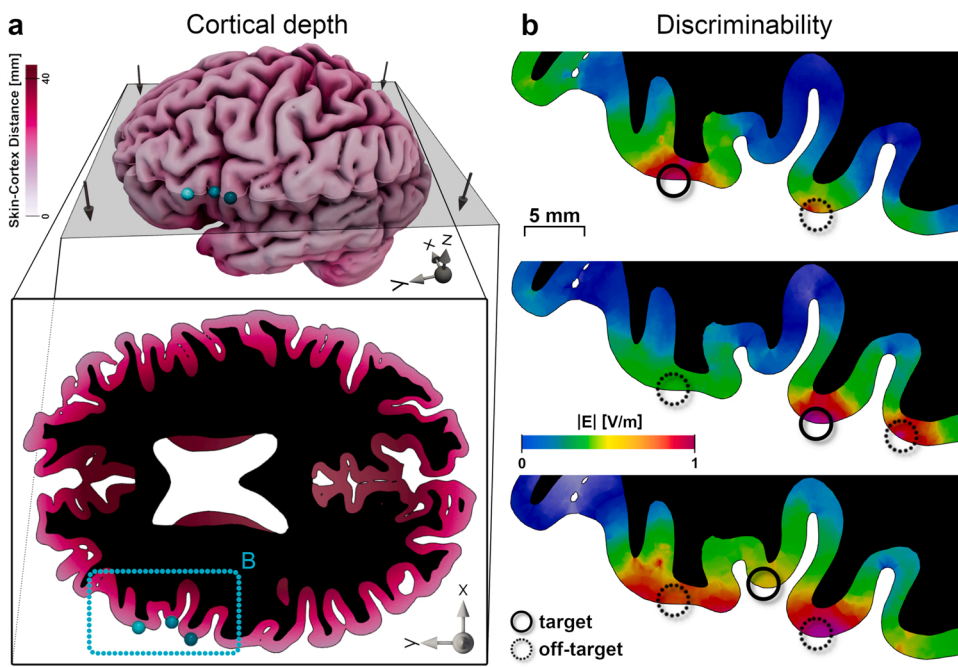 a
Cortical depth
Skin-Cortex Distance [mm]
40
0
X
Z
Y
B
X
Y
b
Discriminability
5 mm
|E| [V/m]
0
1
target
off-target